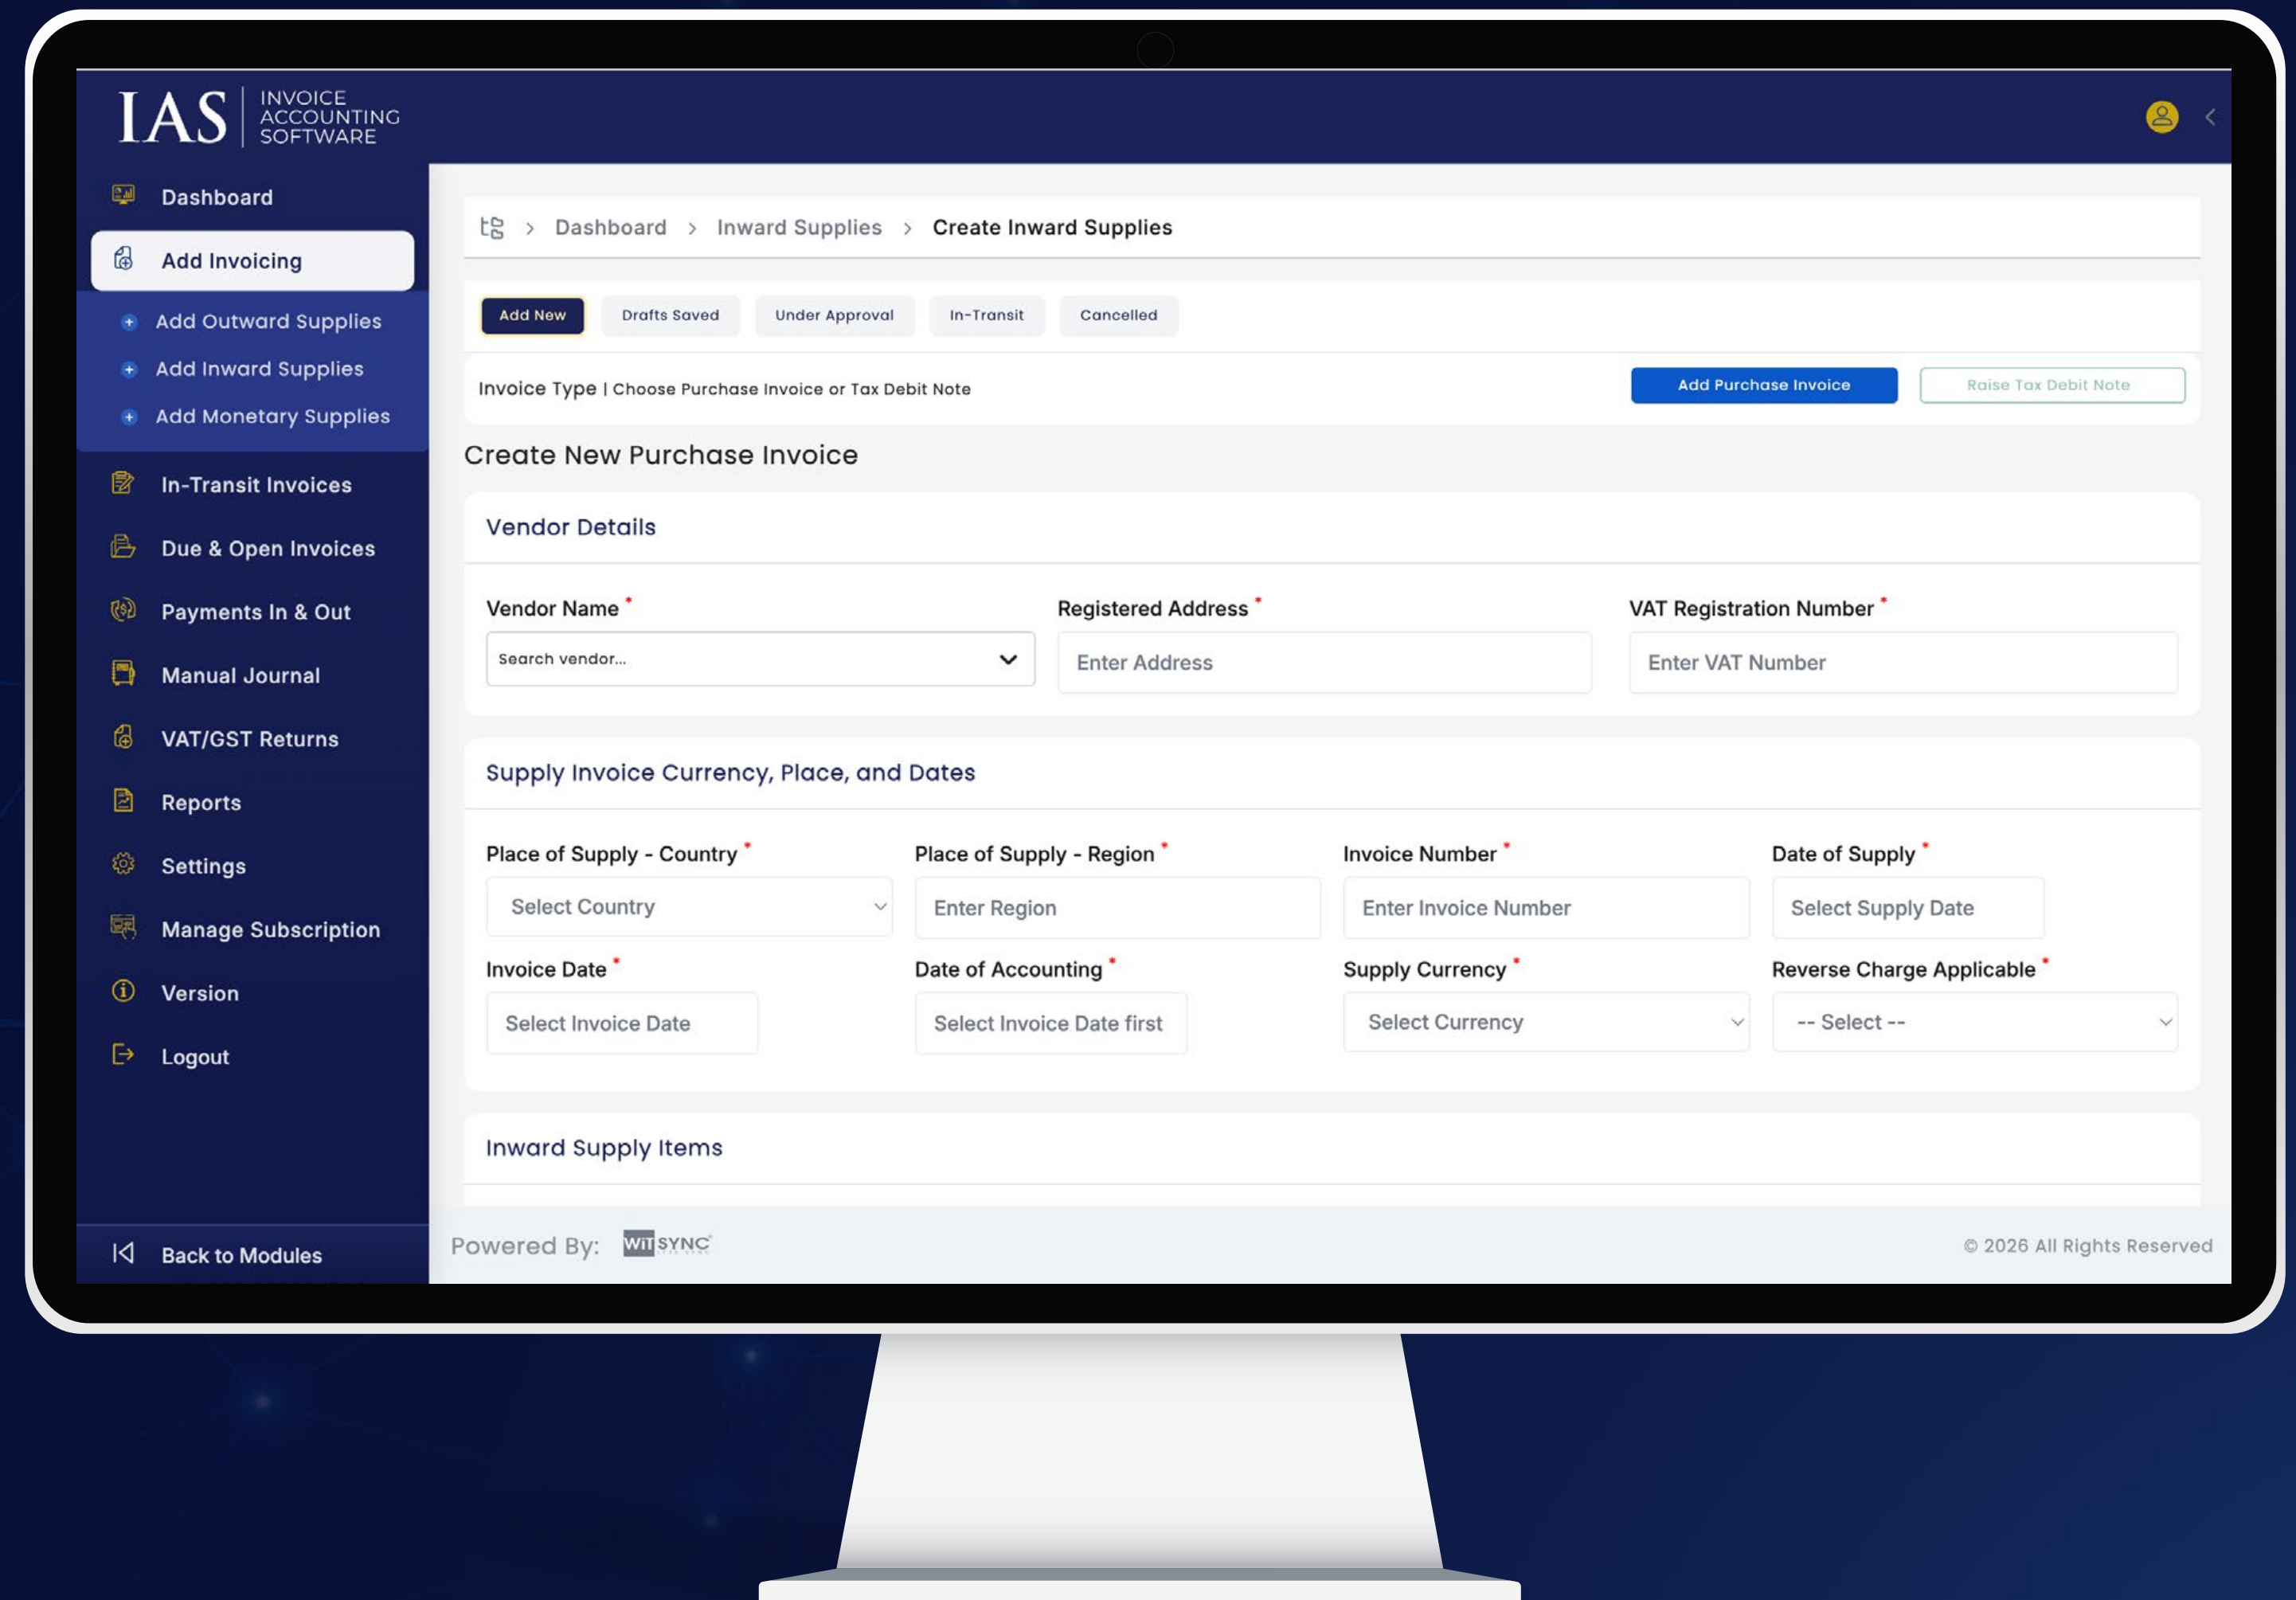 IAS
INVOICE
ACCOUNTING
SOFTWARE
Dashboard
Add Invoicing
Add Outward Supplies
Add Inward Supplies
Add Monetary Supplies
In-Transit Invoices
Due & Open Invoices
Payments In & Out
Manual Journal
VAT/GST Returns
Reports
Settings
Manage Subscription
Version
Logout
Back to Modules
> Dashboard > Inward Supplies > Create Inward Supplies
Add New Drafts Saved Under Approval In-Transit Cancelled
Invoice Type | Choose Purchase Invoice or Tax Debit Note Add Purchase Invoice Raise Tax Debit Note
Create New Purchase Invoice
Vendor Details
Vendor Name * Registered Address * VAT Registration Number *
Search vendor... Enter Address Enter VAT Number
Supply Invoice Currency, Place, and Dates
Place of Supply - Country * Place of Supply - Region * Invoice Number * Date of Supply *
Select Country Enter Region Enter Invoice Number Select Supply Date
Invoice Date * Date of Accounting * Supply Currency * Reverse Charge Applicable *
Select Invoice Date Select Invoice Date first Select Currency -- Select --
Inward Supply Items
Powered By: WiTSYNC © 2026 All Rights Reserved